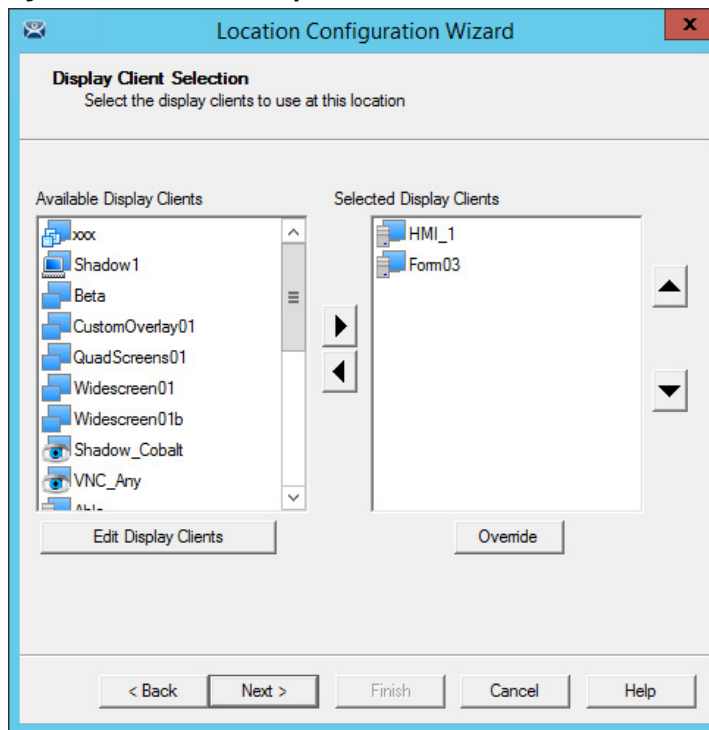 Location Configuration Wizard
x
Display Client Selection
Select the display clients to use at this location
Available Display Clients
xxx
Shadow1
Beta
CustomOverlay01
QuadScreens01
Widescreen01
Widescreen01b
Shadow_Cobalt
VNC_Any
Edit Display Clients
Selected Display Clients
HMI_1
Form03
Override
< Back
Next >
Finish
Cancel
Help